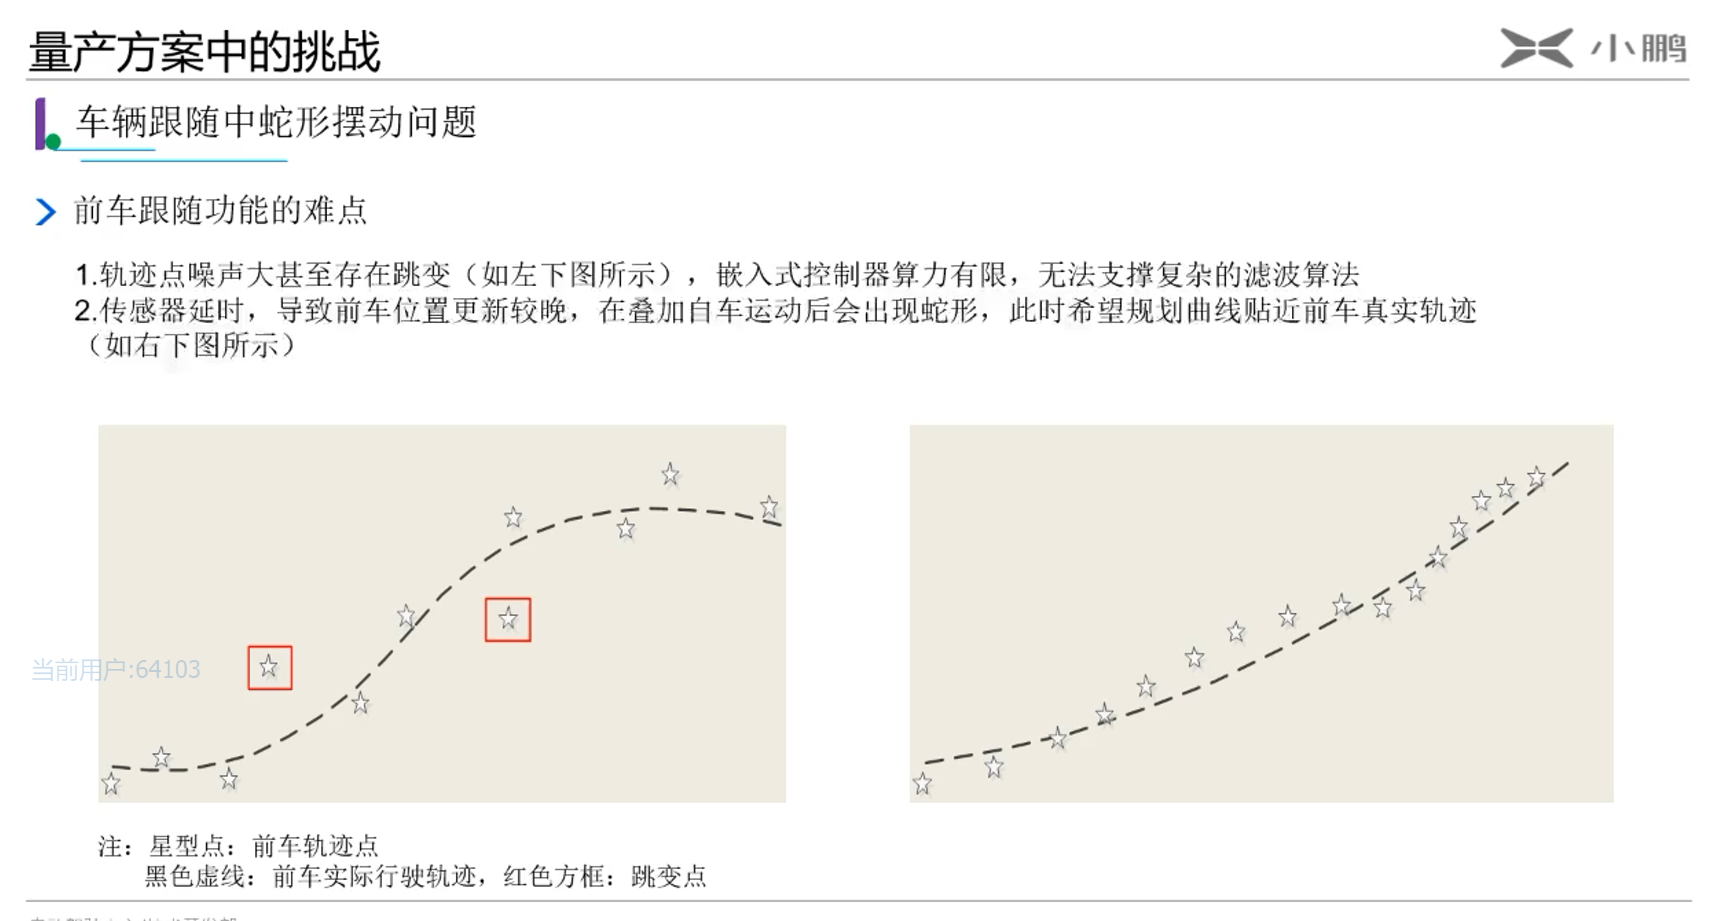 量产方案中的挑战
小鹏
车辆跟随中蛇形摆动问题
前车跟随功能的难点
1.轨迹点噪声大甚至存在跳变（如左下图所示），嵌入式控制器算力有限，无法支撑复杂的滤波算法
2.传感器延时，导致前车位置更新较晚，在叠加自车运动后会出现蛇形，此时希望规划曲线贴近前车真实轨迹
（如右下图所示）
当前用户:64103
注：星型点：前车轨迹点
黑色虚线：前车实际行驶轨迹，红色方框：跳变点